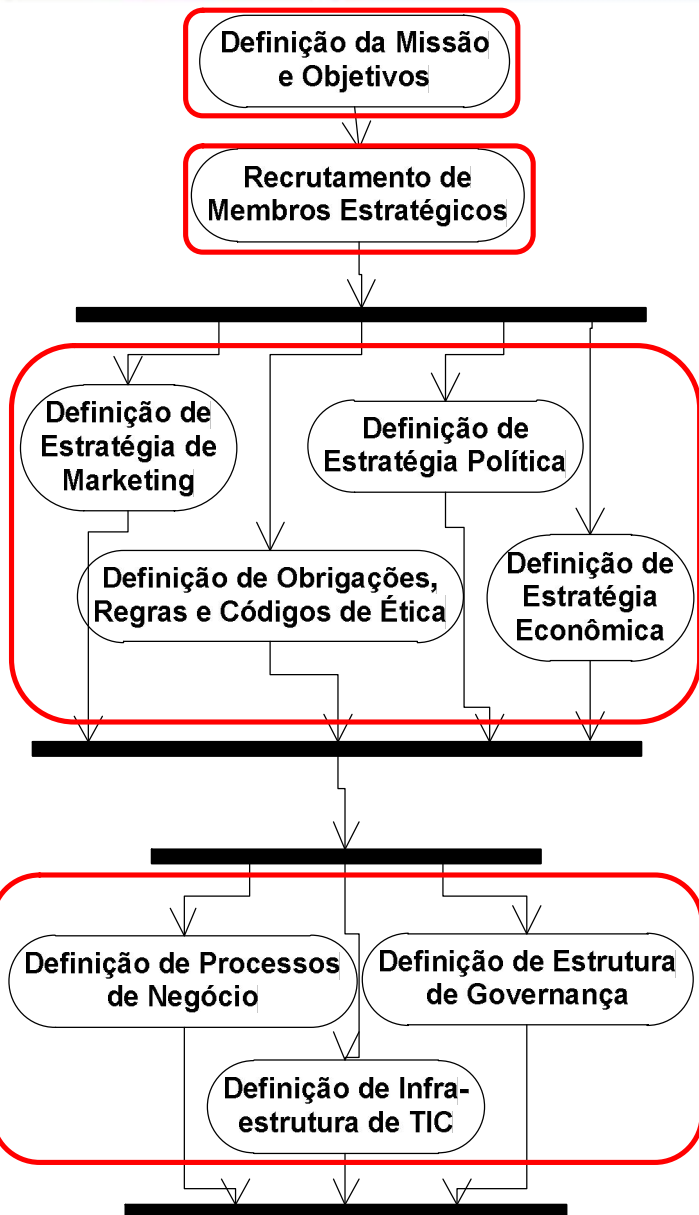 Definição da Missão
e Objetivos
Recrutamento de
Membros Estratégicos
Definição de
Estratégia de
Marketing
Definição de
Estratégia Política
Definição de Obrigações,
Regras e Códigos de Ética
Definição de
Estratégia
Econômica
Definição de Processos
de Negócio
Definição de Estrutura
de Governança
Definição de Infra-
estrutura de TIC